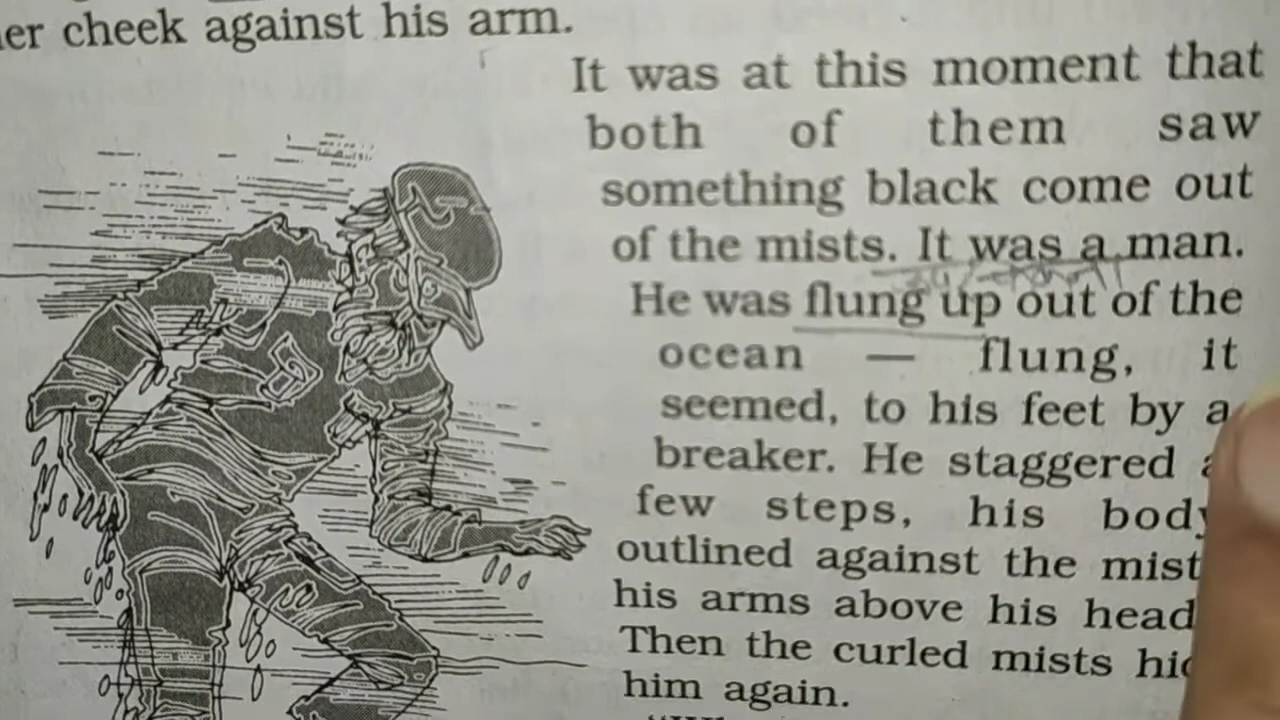 cheek against his arm.
It was at this moment that
both of them saw
something black come out
of the mists. It was a man.
He was flung up out of the
ocean — flung, it
seemed, to his feet by a
breaker. He staggered
few steps, his body
outlined against the mist
his arms above his head
Then the curled mists
him again.